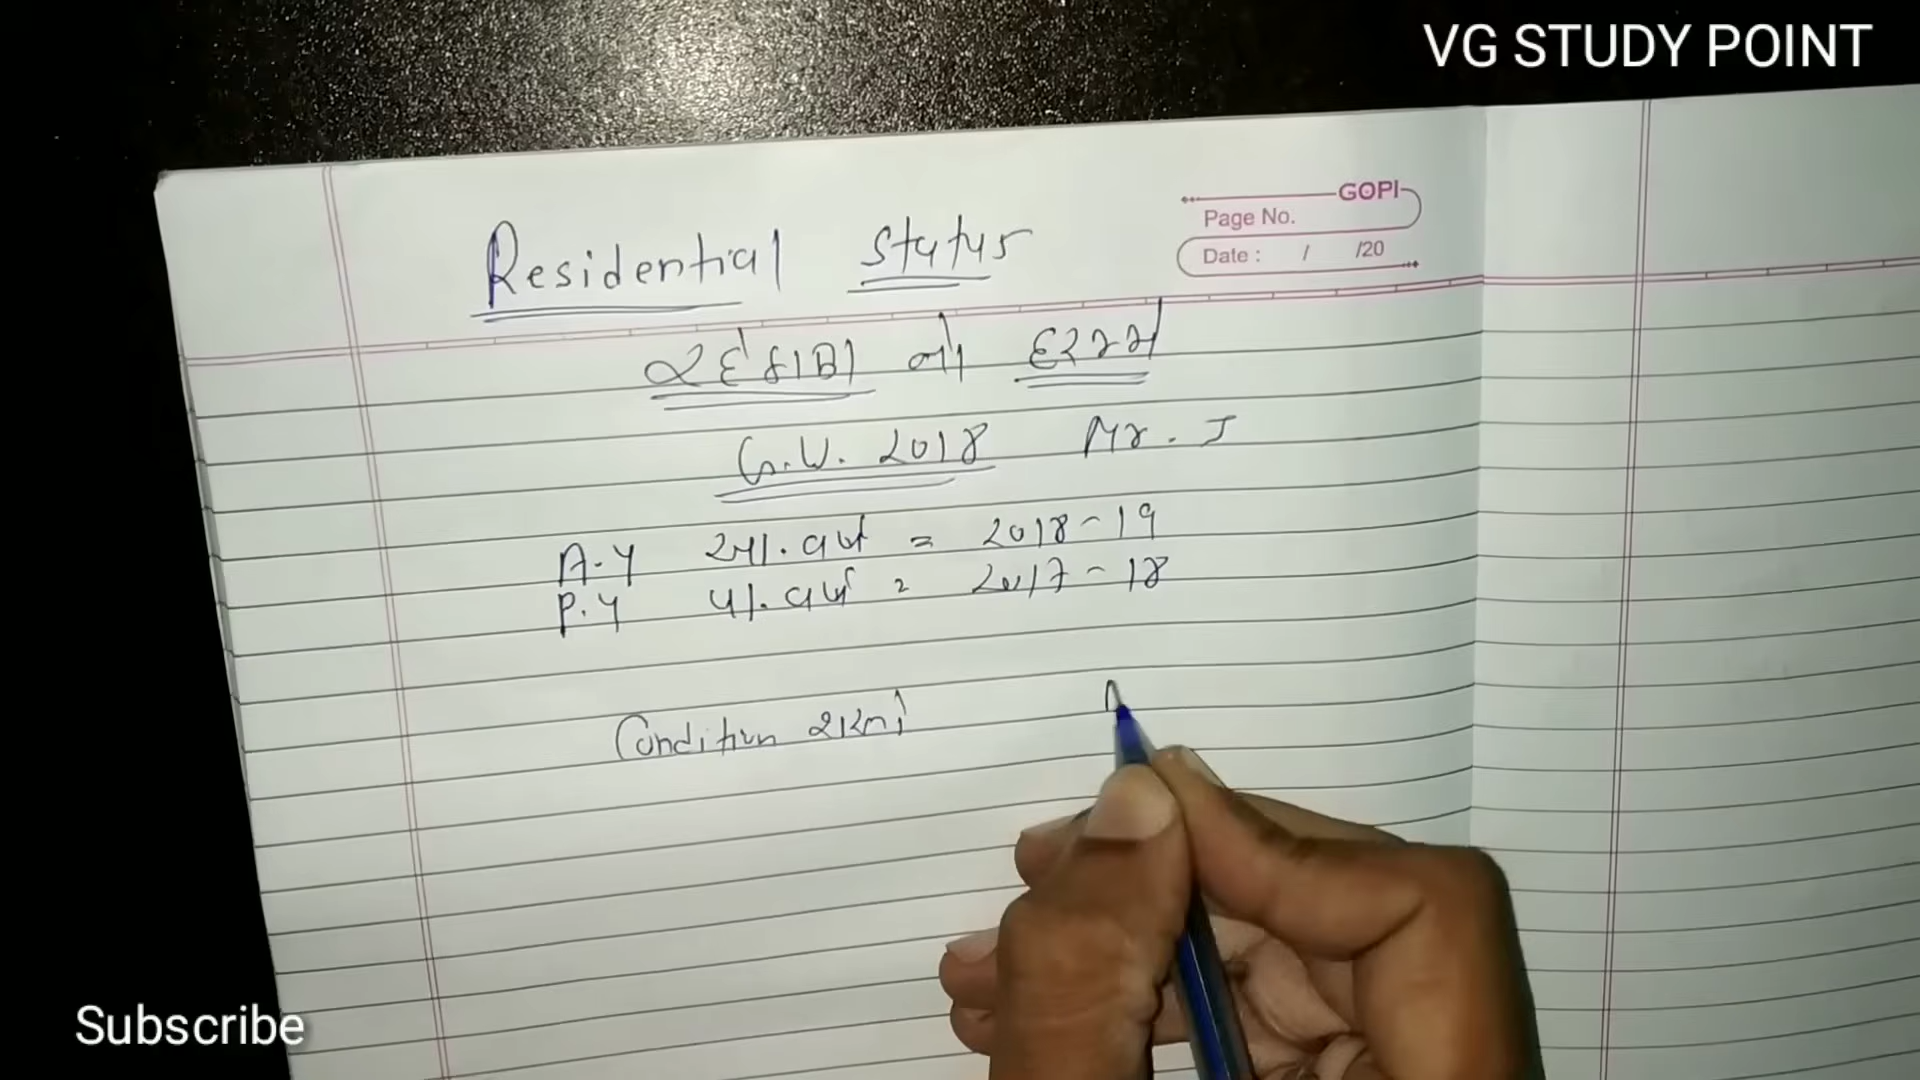 VG STUDY POINT
GOPI
Page No.
Date : / /20
Residential Status
દરજ્જો
G.U. 2018 Mr. J
A.Y આ. વર્ષ = 2018-19
P.Y પા. વર્ષ = 2017-18
Condition શરતો
Subscribe